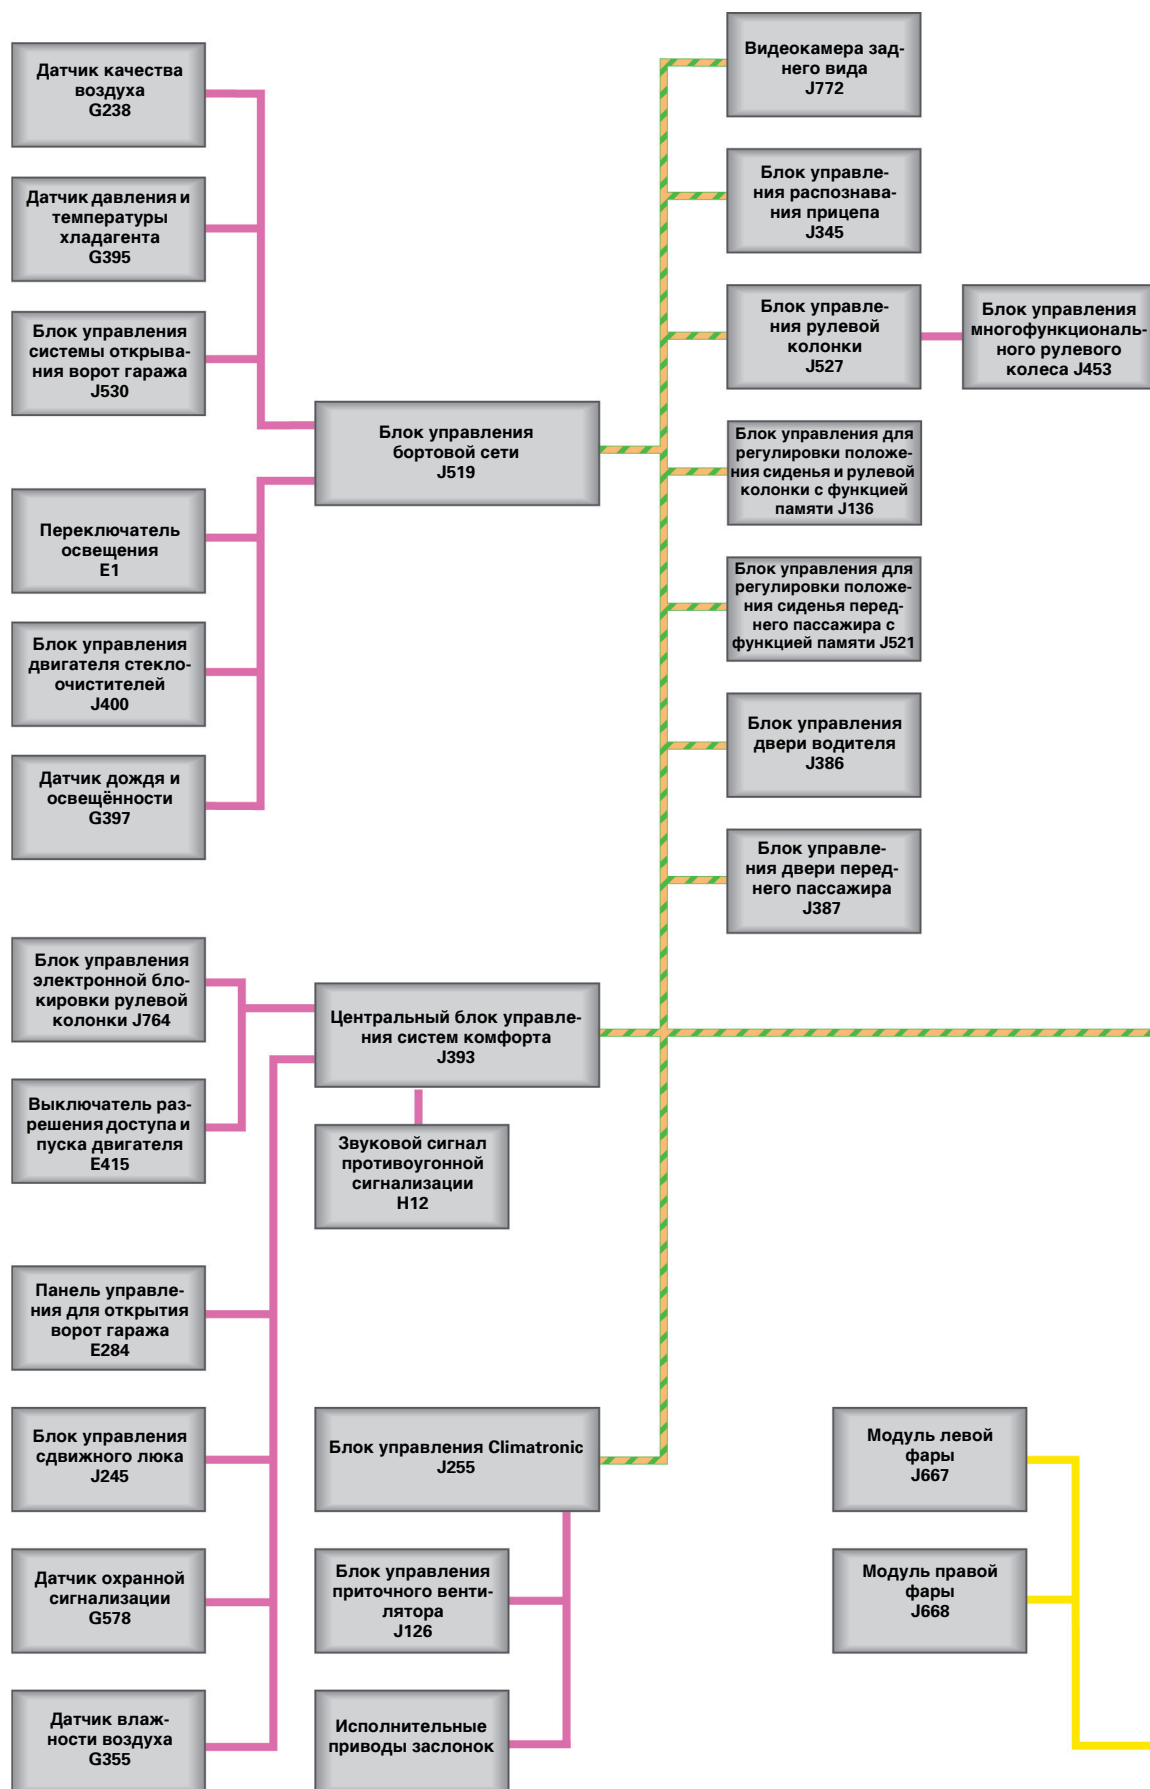 Датчик качества
воздуха
G238
Датчик давления и
температуры
хладагента
G395
Блок управления
системы открыва-
ния ворот гаража
J530
Переключатель
освещения
E1
Блок управления
двигателя стекло-
очистителей
J400
Датчик дождя и
освещённости
G397
Блок управления
бортовой сети
J519
Видеокамера зад-
него вида
J772
Блок управле-
ния распознава-
вания прицепа
J345
Блок управле-
ния рулевой
колонки
J527
Блок управления
многофункциональ-
ного рулевого
колеса J453
Блок управления для
регулировки положе-
ния сиденья и рулевой
колонки с функцией
памяти J136
Блок управления для
регулировки положе-
ния сиденья перед-
него пассажира с
функцией памяти J521
Блок управления
двери водителя
J386
Блок управле-
ния двери перед-
него пассажира
J387
Блок управления
электронной бло-
кировки рулевой
колонки J764
Выключатель раз-
решения доступа и
пуска двигателя
E415
Центральный блок управле-
ния систем комфорта
J393
Звуковой сигнал
противоугонной
сигнализации
H12
Панель управле-
ния для открытия
ворот гаража
E284
Блок управления
сдвижного люка
J245
Датчик охранной
сигнализации
G578
Датчик влаж-
ности воздуха
G355
Блок управления Climatronic
J255
Блок управления
приточного венти-
лятора
J126
Исполнительные
приводы заслонок
Модуль левой
фары
J667
Модуль правой
фары
J668